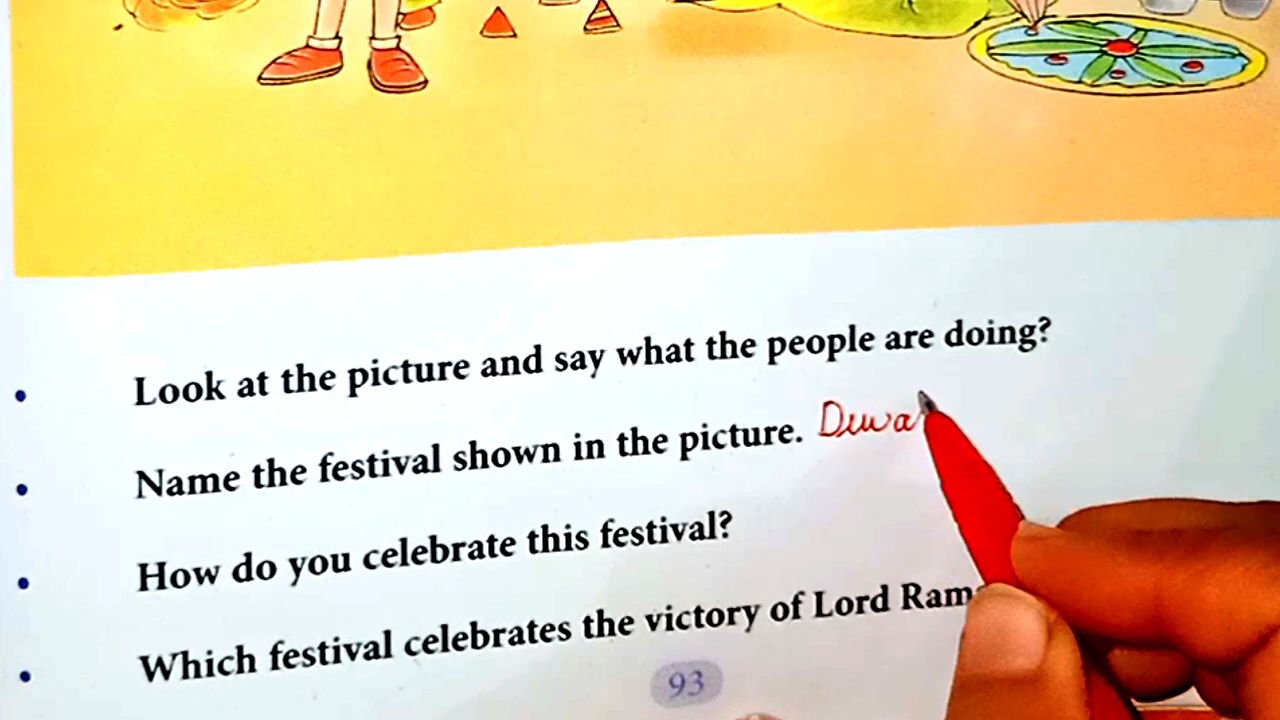 Look at the picture and say what the people are doing?
Name the festival shown in the picture. Diwa
How do you celebrate this festival?
Which festival celebrates the victory of Lord Ram
93